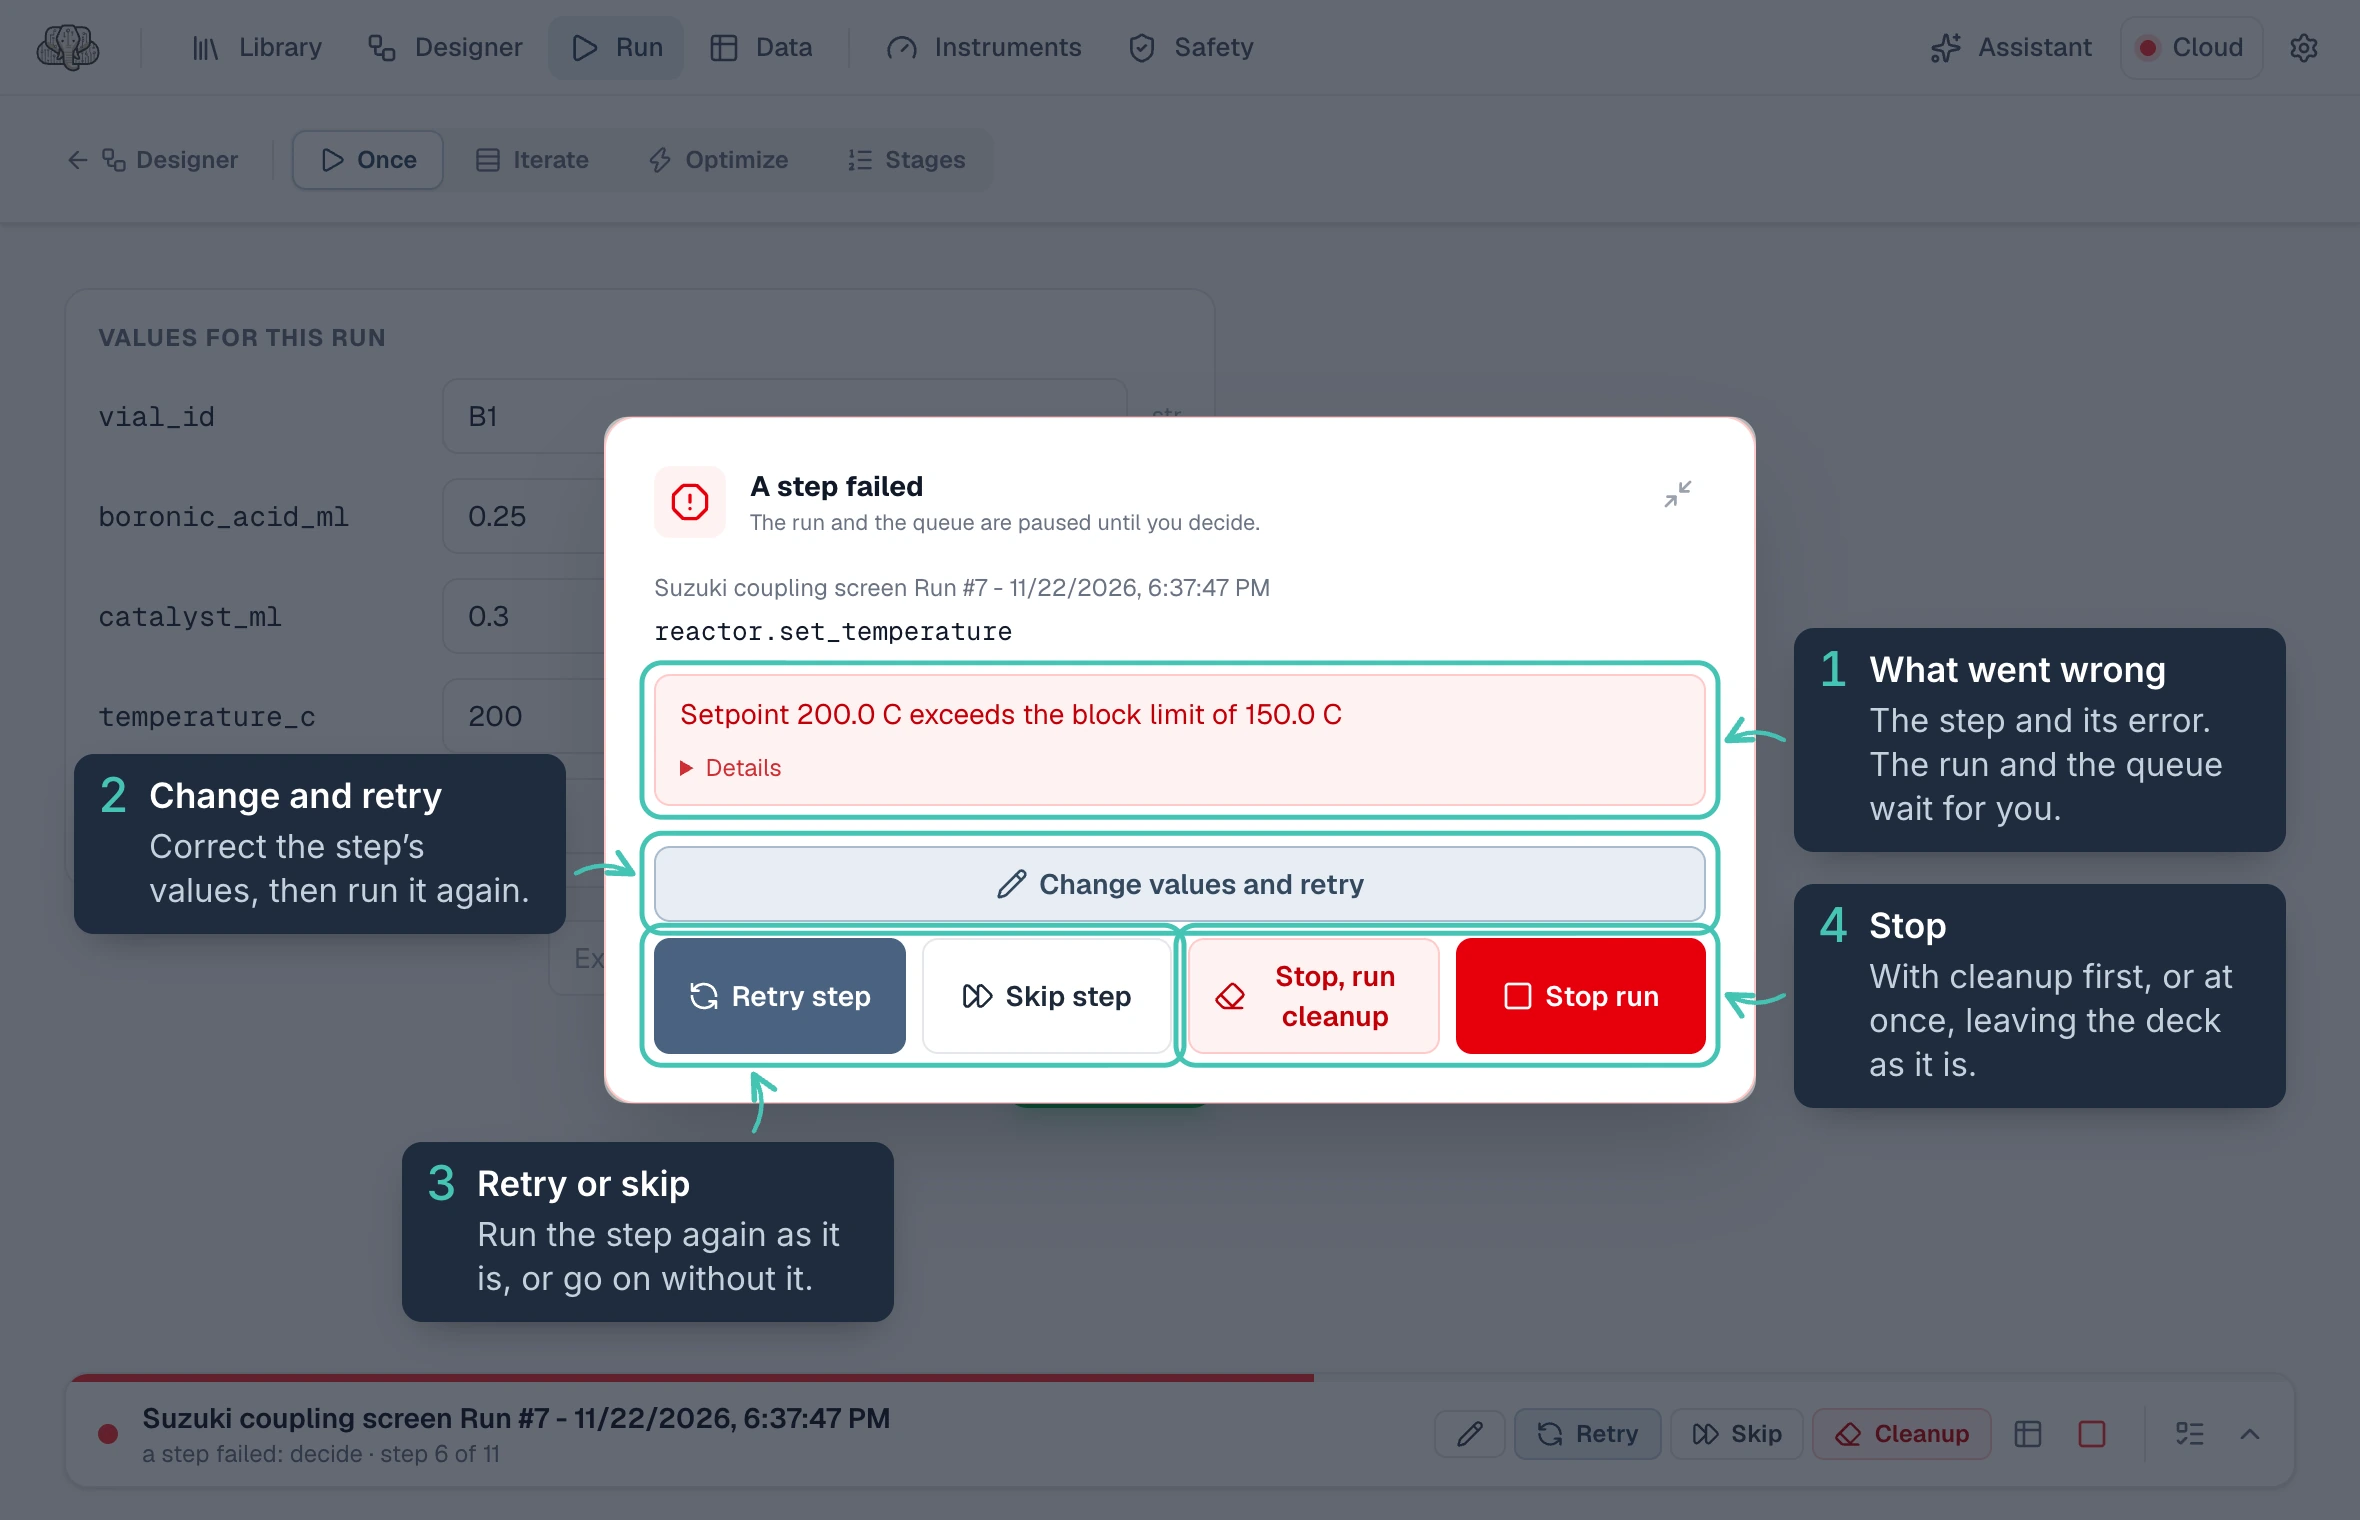 Library
Designer
Run
Data
Instruments
Safety
Assistant
Cloud
Designer
Once
Iterate
Optimize
Stages
VALUES FOR THIS RUN
vial_id
B1
str
boronic_acid_ml
0.25
catalyst_ml
0.3
temperature_c
200
A step failed
The run and the queue are paused until you decide.
Suzuki coupling screen Run #7 - 11/22/2026, 6:37:47 PM
reactor.set_temperature
Setpoint 200.0 C exceeds the block limit of 150.0 C
Details
Change values and retry
Retry step
Skip step
Stop, run
cleanup
Stop run
1 What went wrong
The step and its error.
The run and the queue
wait for you.
2 Change and retry
Correct the step’s
values, then run it again.
Ex
4 Stop
With cleanup first, or at
once, leaving the deck
as it is.
3 Retry or skip
Run the step again as it
is, or go on without it.
Suzuki coupling screen Run #7 - 11/22/2026, 6:37:47 PM
a step failed: decide · step 6 of 11
Retry
Skip
Cleanup